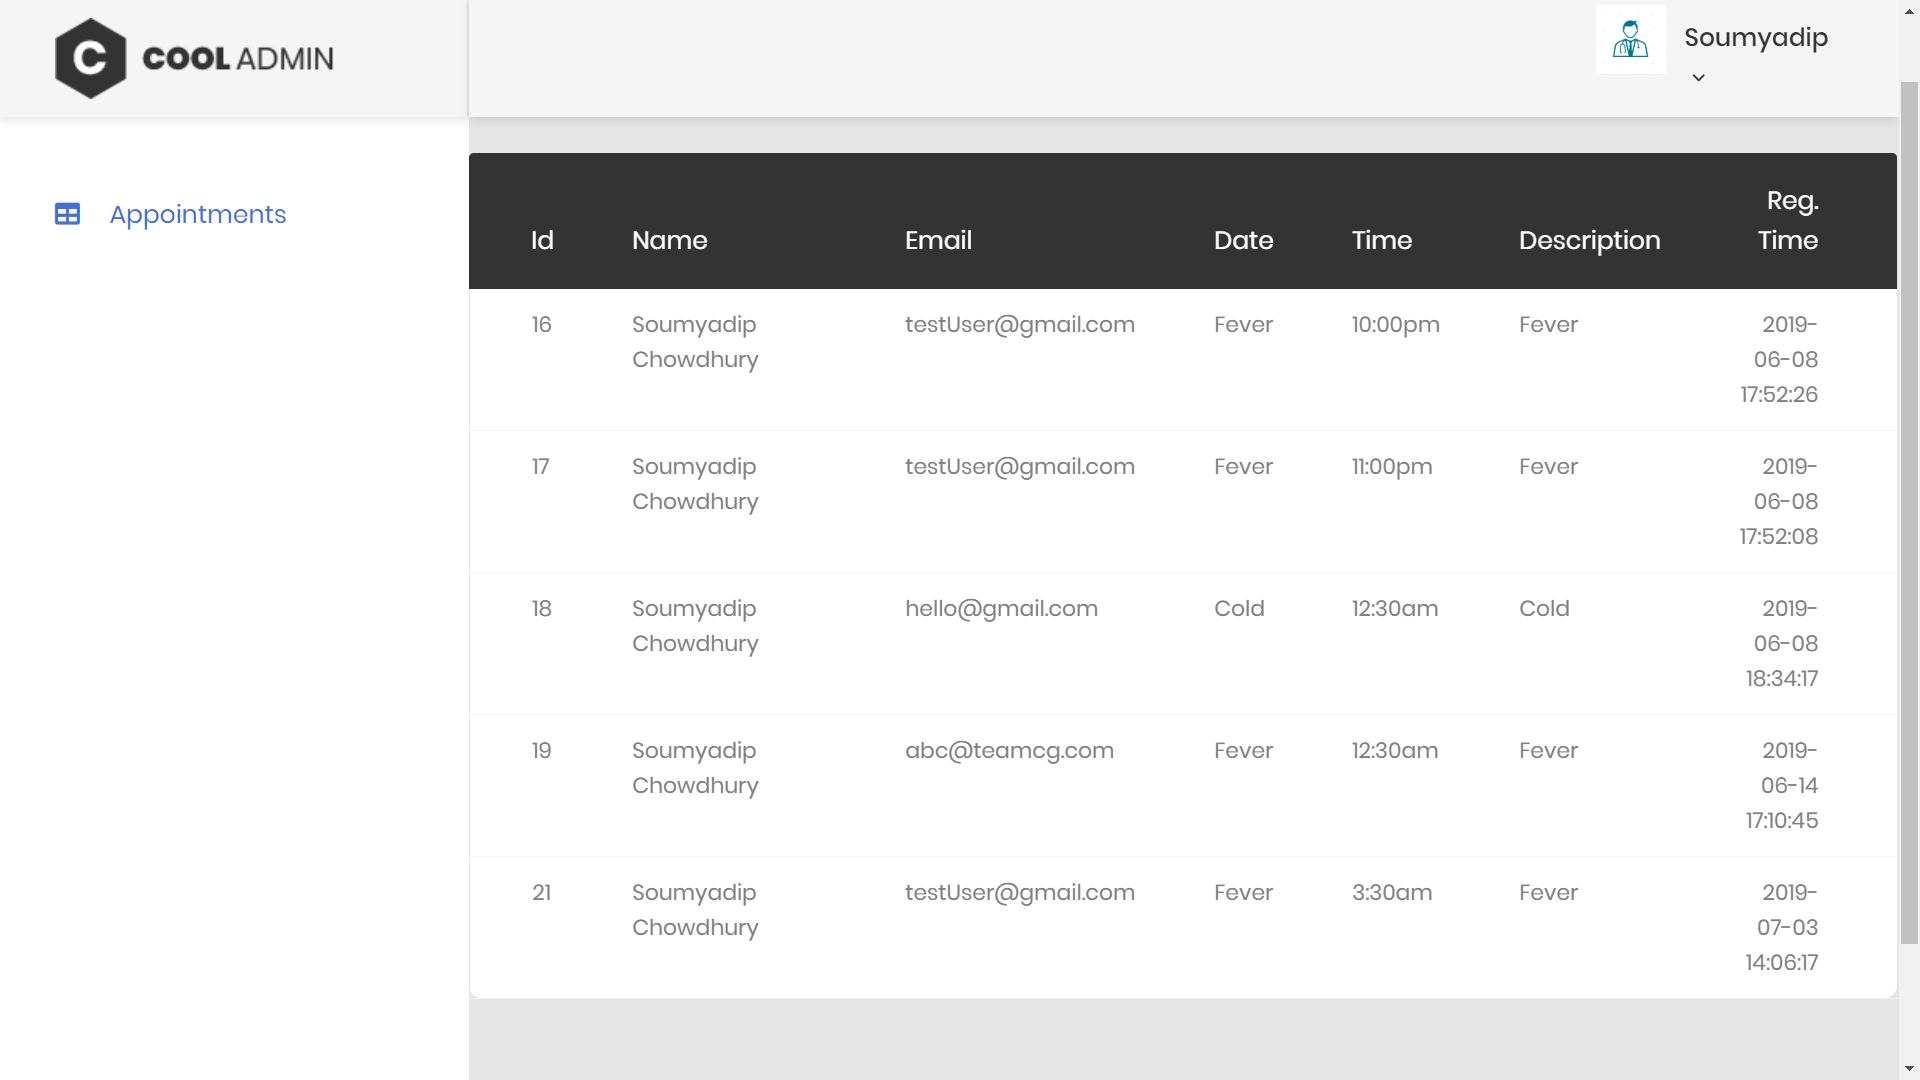 COOL ADMIN
Soumyadip
Appointments
Id Name Email Date Time Description Reg. Time
16 Soumyadip Chowdhury testUser@gmail.com Fever 10:00pm Fever 2019-06-08 17:52:26
17 Soumyadip Chowdhury testUser@gmail.com Fever 11:00pm Fever 2019-06-08 17:52:08
18 Soumyadip Chowdhury hello@gmail.com Cold 12:30am Cold 2019-06-08 18:34:17
19 Soumyadip Chowdhury abc@teamcg.com Fever 12:30am Fever 2019-06-14 17:10:45
21 Soumyadip Chowdhury testUser@gmail.com Fever 3:30am Fever 2019-07-03 14:06:17